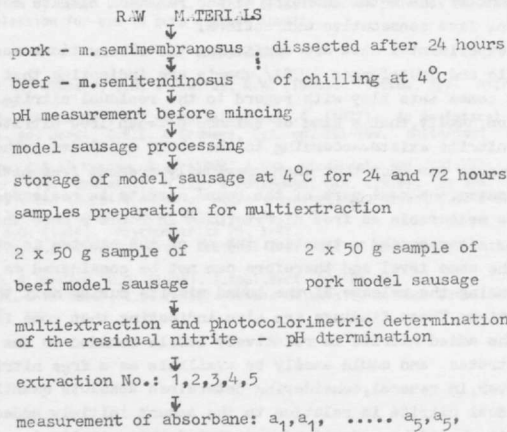 RAW MATERIALS
pork - m.semimembranosus : dissected after 24 hours
beef - m.semitendinosus : of chilling at 4°C
pH measurement before mincing
model sausage processing
storage of model sausage at 4°C for 24 and 72 hours
samples preparation for multiextraction
2 x 50 g sample of 2 x 50 g sample of
beef model sausage pork model sausage
multiextraction and photocolorimetric determination
of the residual nitrite -- pH dtermination
extraction No.: 1,2,3,4,5
measurement of absorbane: a1,a1, ..... a5,a5,